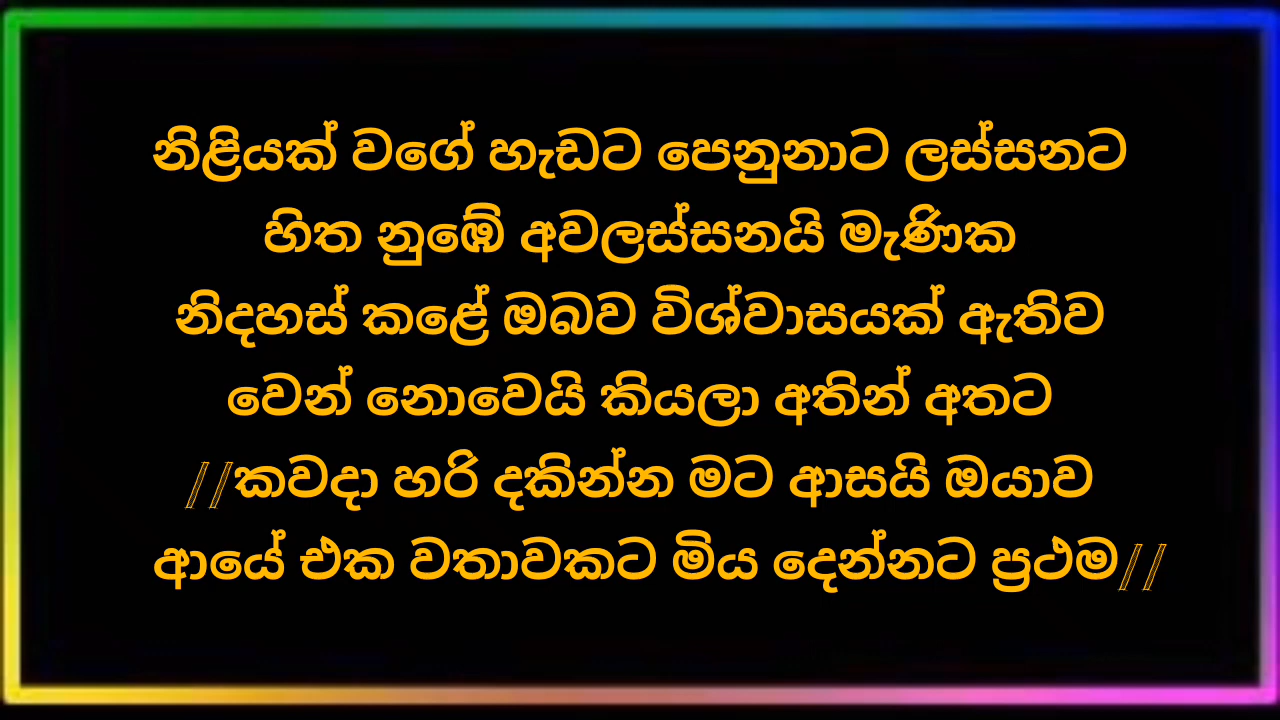 නිළියක් වගේ හැඩට පෙනුනාට ලස්සනට
හිත නුඹේ අවලස්සනයි මැණික
නිදහස් කළේ ඔබව විශ්වාසයක් ඇතිව
වෙන් නොවෙයි කියලා අතින් අතට
//කවදා හරි දකින්න මට ආසයි ඔයාව
ආයේ එක වතාවකට මිය දෙන්නට ප්‍රථම//